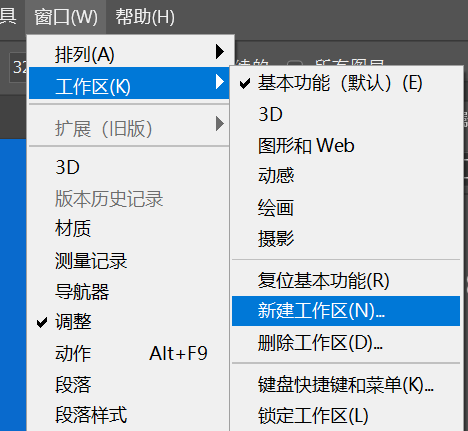 具 窗口(W) 帮助(H)
排列(A)
工作区(K)
扩展（旧版）
3D
版本历史记录
材质
测量记录
导航器
调整
动作 Alt+F9
段落
段落样式
32
所有图层
基本功能（默认）(E)
3D
图形和 Web
动感
绘画
摄影
复位基本功能(R)
新建工作区(N)...
删除工作区(D)...
键盘快捷键和菜单(K)...
锁定工作区(L)